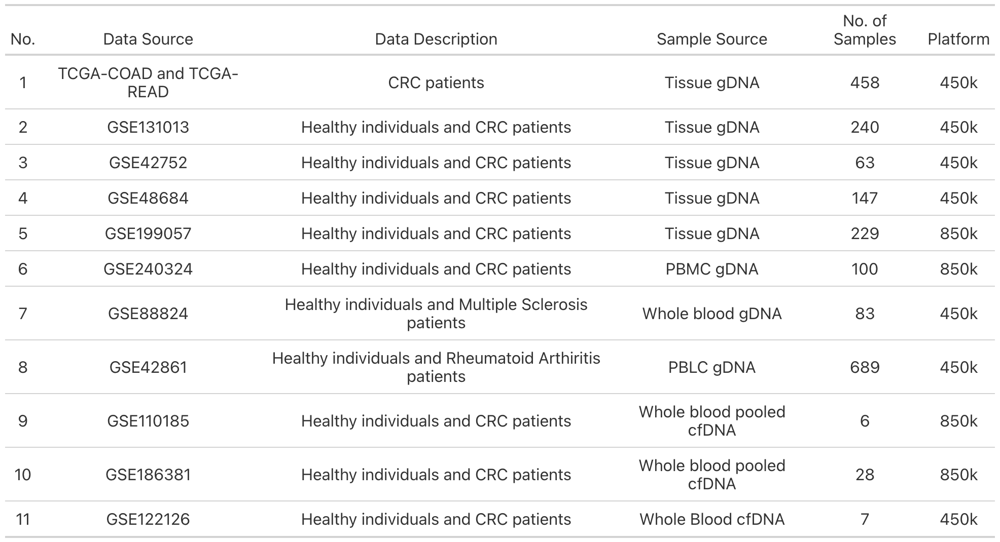 No. Data Source Data Description Sample Source No. of Samples Platform
1 TCGA-COAD and TCGA-READ CRC patients Tissue gDNA 458 450k
2 GSE131013 Healthy individuals and CRC patients Tissue gDNA 240 450k
3 GSE42752 Healthy individuals and CRC patients Tissue gDNA 63 450k
4 GSE48684 Healthy individuals and CRC patients Tissue gDNA 147 450k
5 GSE199057 Healthy individuals and CRC patients Tissue gDNA 229 850k
6 GSE240324 Healthy individuals and CRC patients PBMC gDNA 100 850k
7 GSE88824 Healthy individuals and Multiple Sclerosis patients Whole blood gDNA 83 450k
8 GSE42861 Healthy individuals and Rheumatoid Arthiritis patients PBLC gDNA 689 450k
9 GSE110185 Healthy individuals and CRC patients Whole blood pooled cfDNA 6 850k
10 GSE186381 Healthy individuals and CRC patients Whole blood pooled cfDNA 28 850k
11 GSE122126 Healthy individuals and CRC patients Whole Blood cfDNA 7 450k